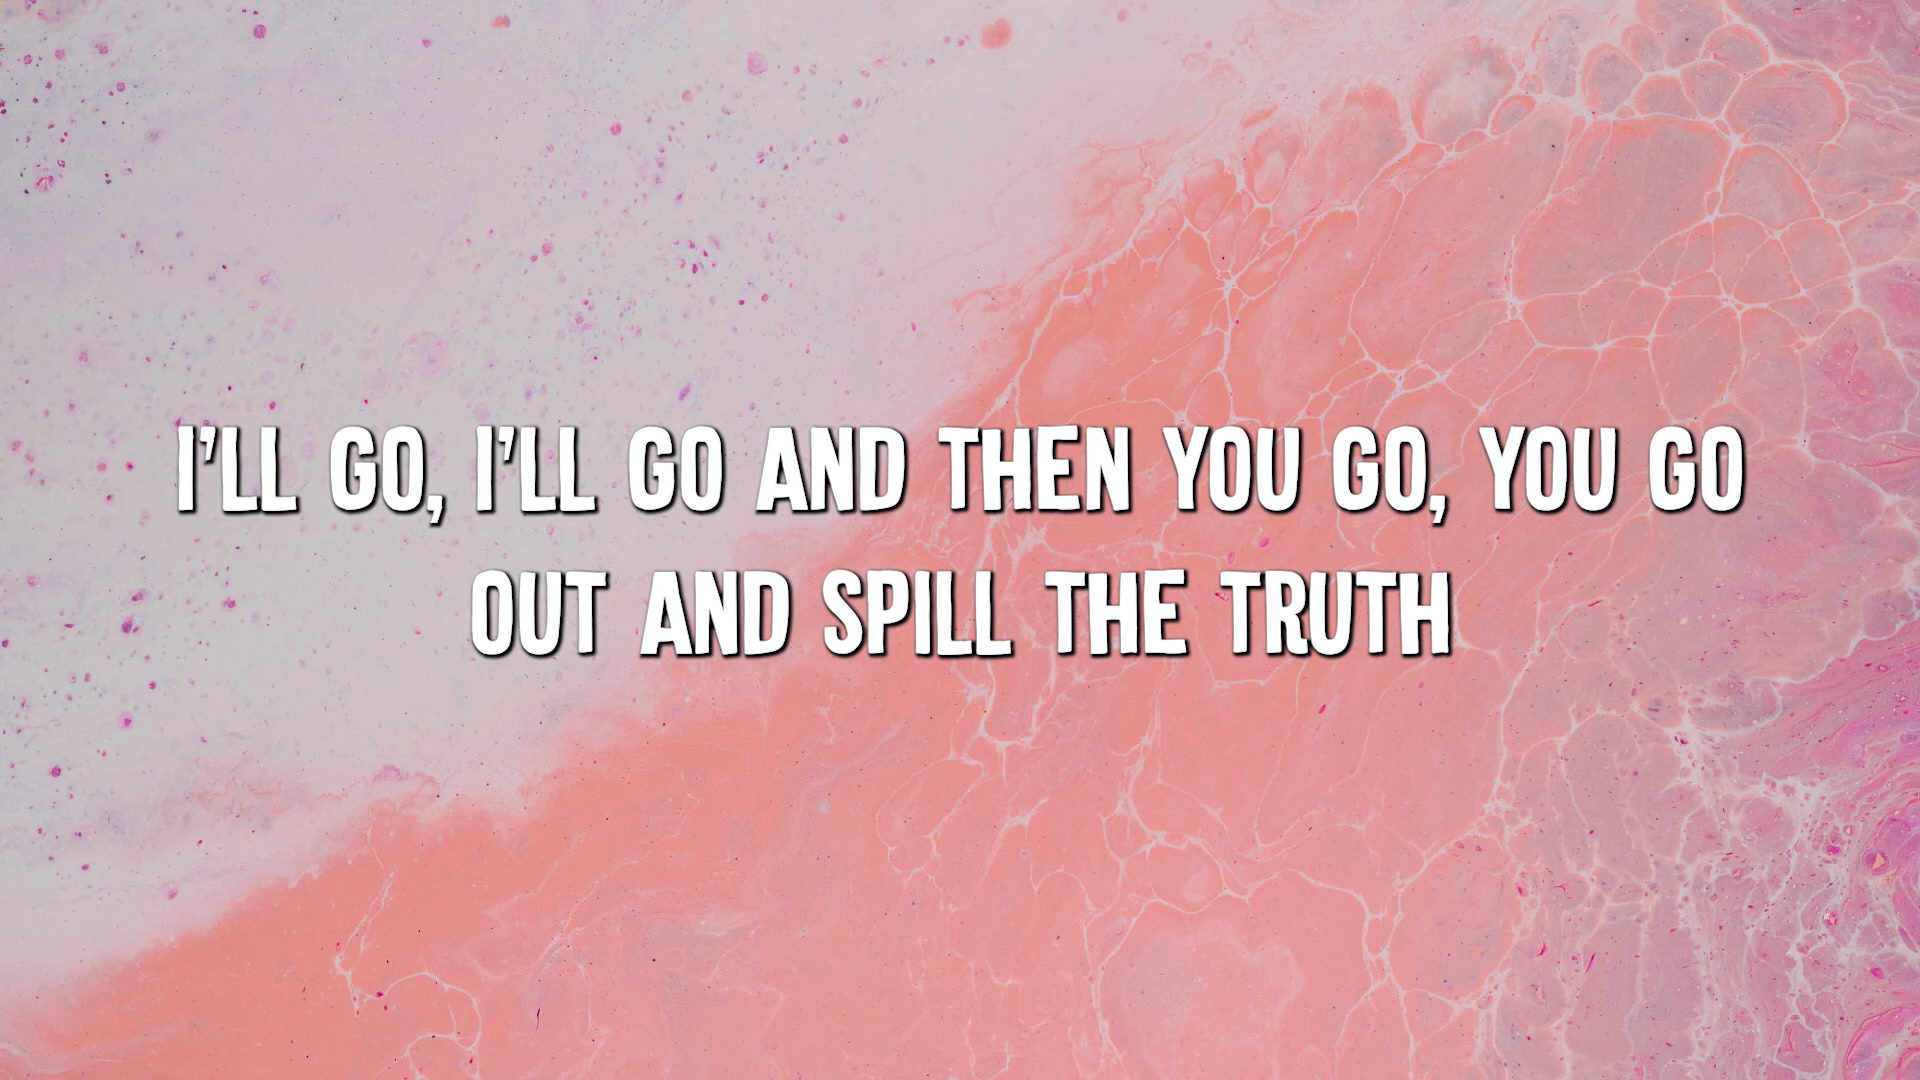 I'LL GO, I'LL GO AND THEN YOU GO, YOU GO
OUT AND SPILL THE TRUTH